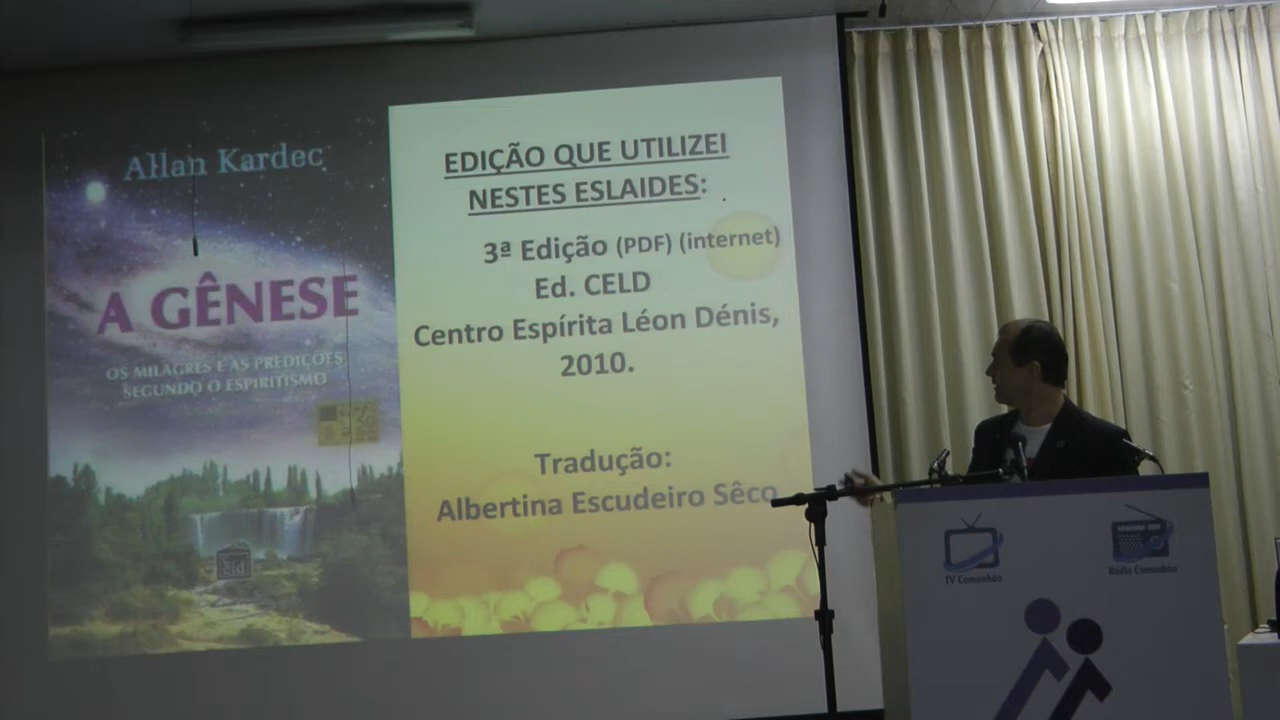 Allan Kardec
A GÊNESE
OS MILAGRES E AS PREDIÇÕES
SEGUNDO O ESPIRITISMO
celd
EDIÇÃO QUE UTILIZEI
NESTES ESLAIDES:
3ª Edição (PDF) (internet)
Ed. CELD
Centro Espírita Léon Dénis,
2010.
Tradução:
Albertina Escudeiro Sêco
TV Comunhão
Rádio Comunhão